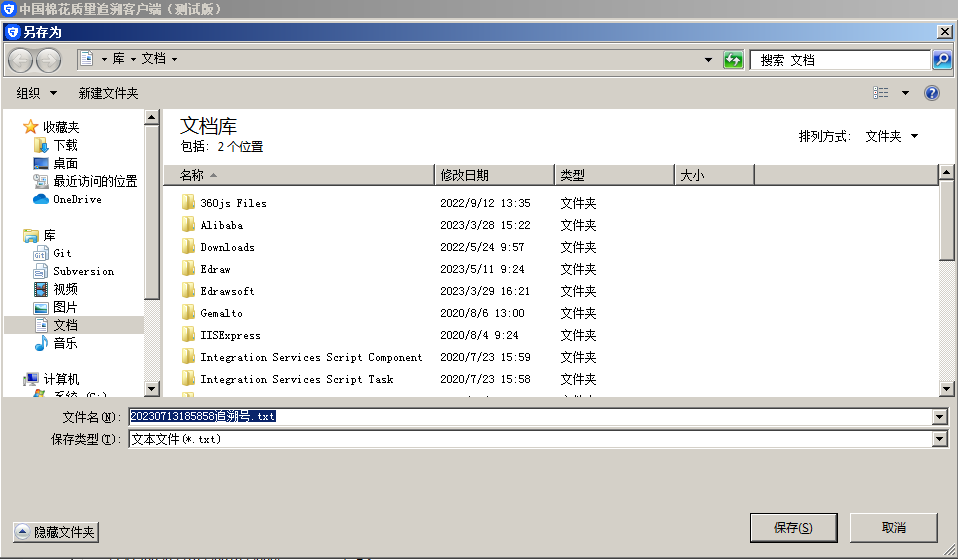 中国棉花质量追溯客户端（测试版）
另存为
库 文档
搜索 文档
组织 新建文件夹
收藏夹
下载
桌面
最近访问的位置
OneDrive
库
Git
Subversion
视频
图片
文档
音乐
计算机
系统 (C:)
文档库
包括: 2 个位置
排列方式: 文件夹
名称 修改日期 类型 大小
360js Files 2022/9/12 13:35 文件夹
Alibaba 2023/3/28 15:22 文件夹
Downloads 2022/5/24 9:57 文件夹
Edraw 2023/5/11 9:24 文件夹
Edrawsoft 2023/3/29 16:21 文件夹
Gemalto 2020/8/6 13:00 文件夹
IISExpress 2020/8/4 9:24 文件夹
Integration Services Script Component 2020/7/23 15:59 文件夹
Integration Services Script Task 2020/7/23 15:58 文件夹
文件名(N): 20230713185858追溯号.txt
保存类型(T): 文本文件(*.txt)
隐藏文件夹
保存(S) 取消